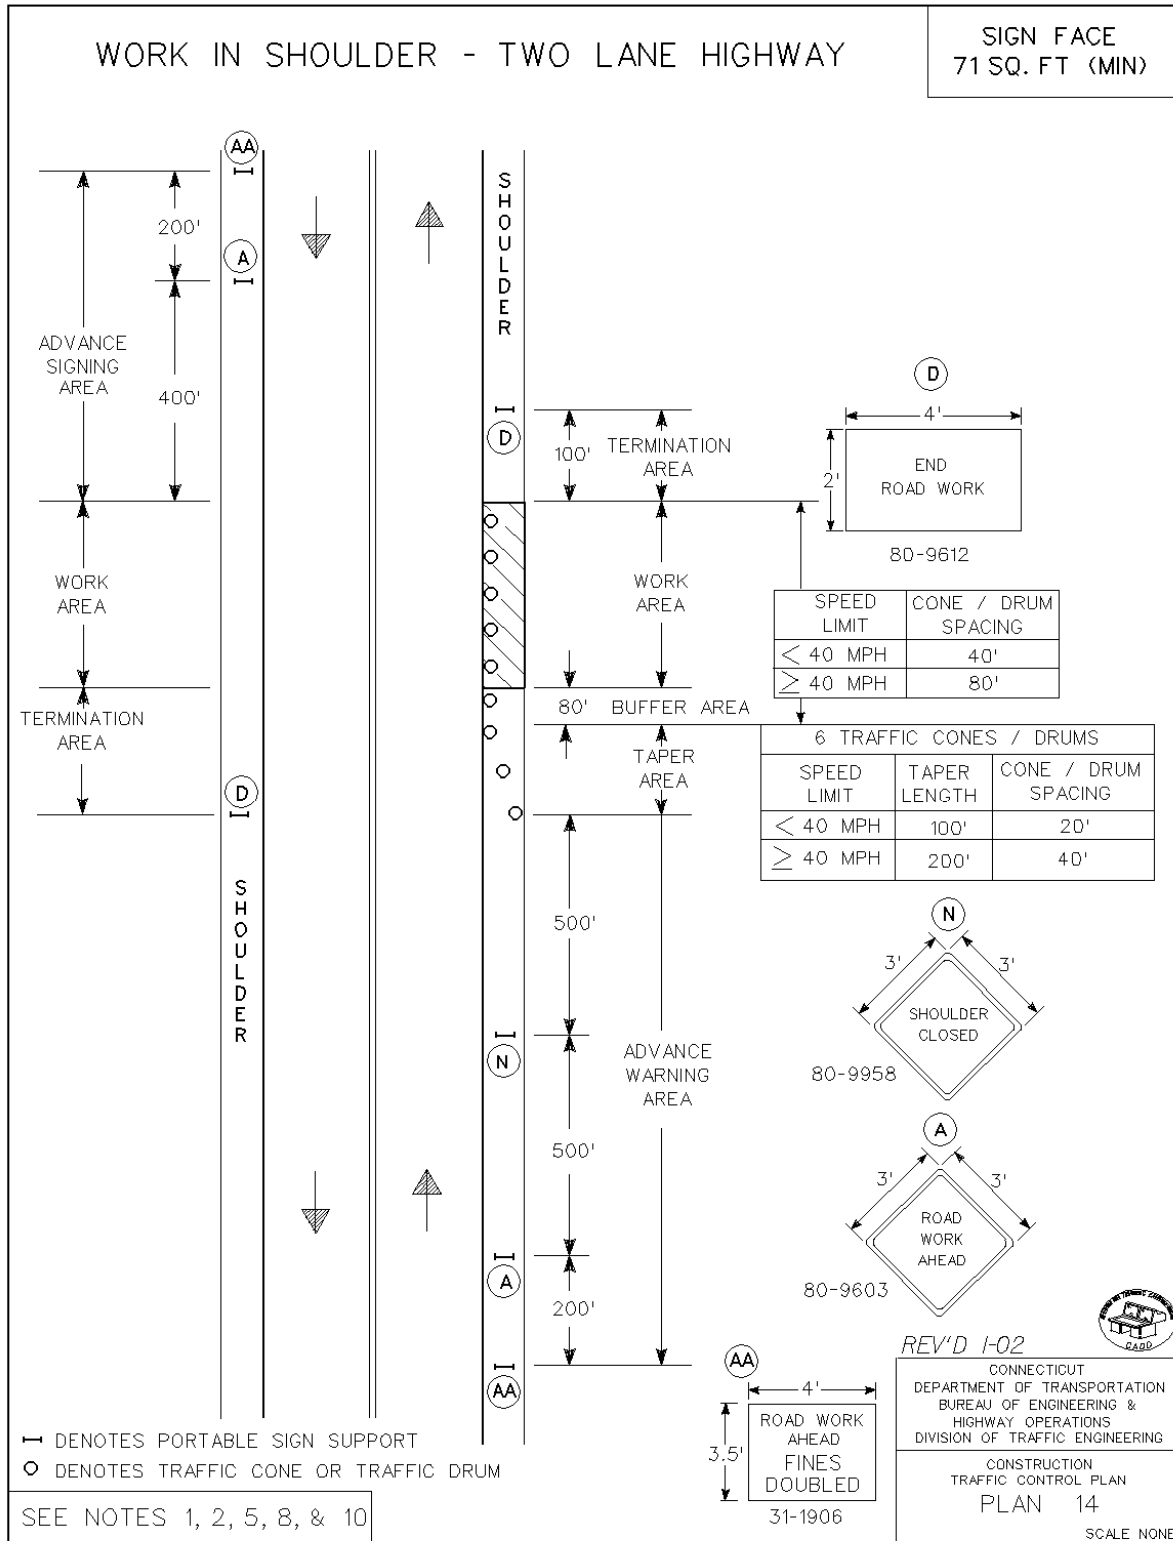 WORK IN SHOULDER - TWO LANE HIGHWAY
SIGN FACE
71 SQ. FT (MIN)
AA
200'
A
ADVANCE
SIGNING
AREA
400'
WORK
AREA
TERMINATION
AREA
D
SHOULDER
SHOULDER
D
100'
TERMINATION
AREA
WORK
AREA
80'
BUFFER AREA
TAPER
AREA
500'
N
ADVANCE
WARNING
AREA
500'
A
200'
AA
D
4'
2'
END
ROAD WORK
80-9612
SPEED LIMIT CONE / DRUM SPACING
< 40 MPH 40'
≥ 40 MPH 80'
6 TRAFFIC CONES / DRUMS
SPEED LIMIT TAPER LENGTH CONE / DRUM SPACING
< 40 MPH 100' 20'
≥ 40 MPH 200' 40'
N
3' 3'
SHOULDER
CLOSED
80-9958
A
3' 3'
ROAD
WORK
AHEAD
80-9603
AA
4'
3.5'
ROAD WORK
AHEAD
FINES
DOUBLED
31-1906
CADD
REV'D 1-02
CONNECTICUT
DEPARTMENT OF TRANSPORTATION
BUREAU OF ENGINEERING &
HIGHWAY OPERATIONS
DIVISION OF TRAFFIC ENGINEERING
CONSTRUCTION
TRAFFIC CONTROL PLAN
PLAN 14
SCALE NONE
DENOTES PORTABLE SIGN SUPPORT
DENOTES TRAFFIC CONE OR TRAFFIC DRUM
SEE NOTES 1, 2, 5, 8, & 10